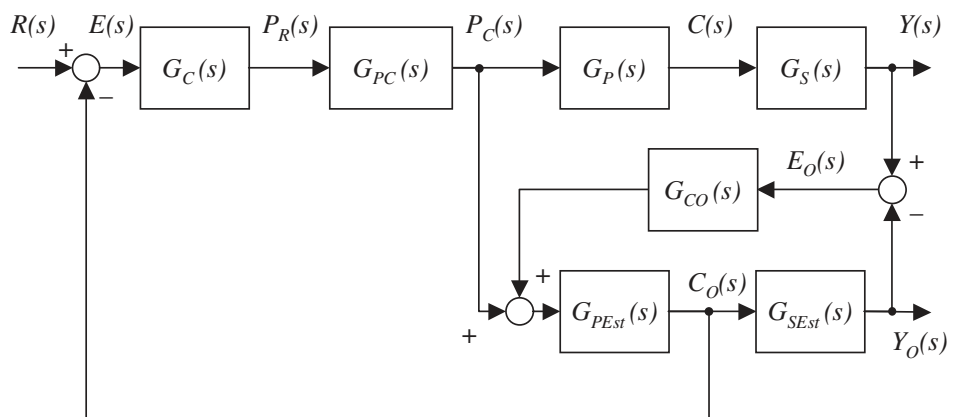 R(s) E(s) P_R(s) P_C(s) C(s) Y(s)
+
−
G_C(s) G_PC(s) G_P(s) G_S(s)
E_O(s) +
G_CO(s)
−
+ C_O(s)
G_PEst(s) G_SEst(s)
+ Y_O(s)